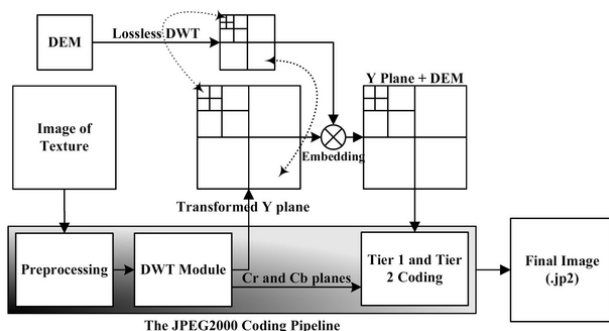 DEM
Lossless DWT
Y Plane + DEM
Image of
Texture
Embedding
Transformed Y plane
Preprocessing
DWT Module
Cr and Cb planes
Tier 1 and Tier
2 Coding
Final Image
(.jp2)
The JPEG2000 Coding Pipeline